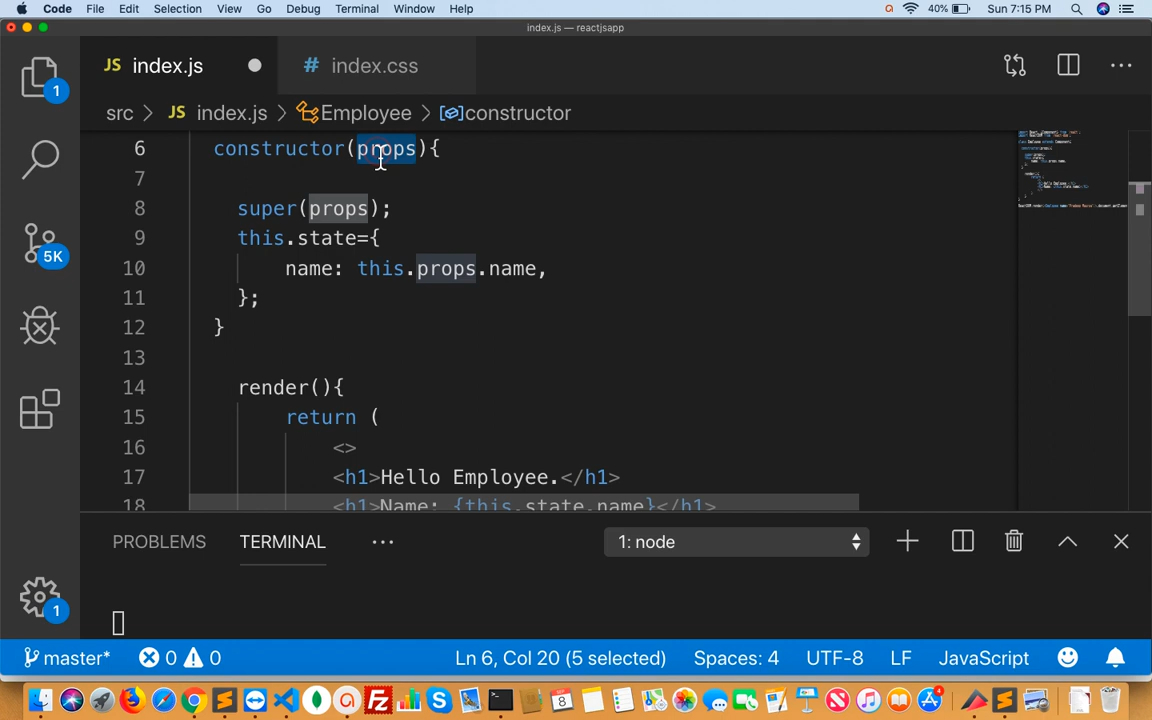 Code File Edit Selection View Go Debug Terminal Window Help 40% Sun 7:15 PM
index.js — reactjsapp
JS index.js # index.css
1
src > JS index.js > Employee > constructor
6 constructor(props){
7
8 super(props);
9 this.state={
10 name: this.props.name,
11 };
12 }
13
14 render(){
15 return (
16 <>
17 <h1>Hello Employee.</h1>
18 <h1>Name: {this.state.name}</h1>
5K
PROBLEMS TERMINAL ··· 1: node
1
master* 0 0 Ln 6, Col 20 (5 selected) Spaces: 4 UTF-8 LF JavaScript